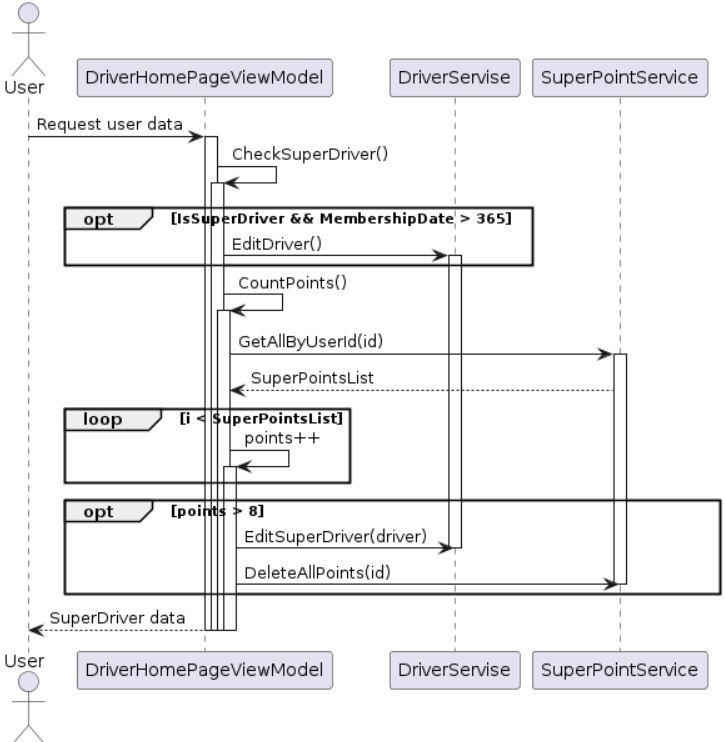 User
DriverHomePageViewModel
DriverServise
SuperPointService
Request user data
CheckSuperDriver()
opt
[IsSuperDriver && MembershipDate > 365]
EditDriver()
CountPoints()
GetAllByUserId(id)
SuperPointsList
loop
[i < SuperPointsList]
points++
opt
[points > 8]
EditSuperDriver(driver)
DeleteAllPoints(id)
SuperDriver data
User
DriverHomePageViewModel
DriverServise
SuperPointService